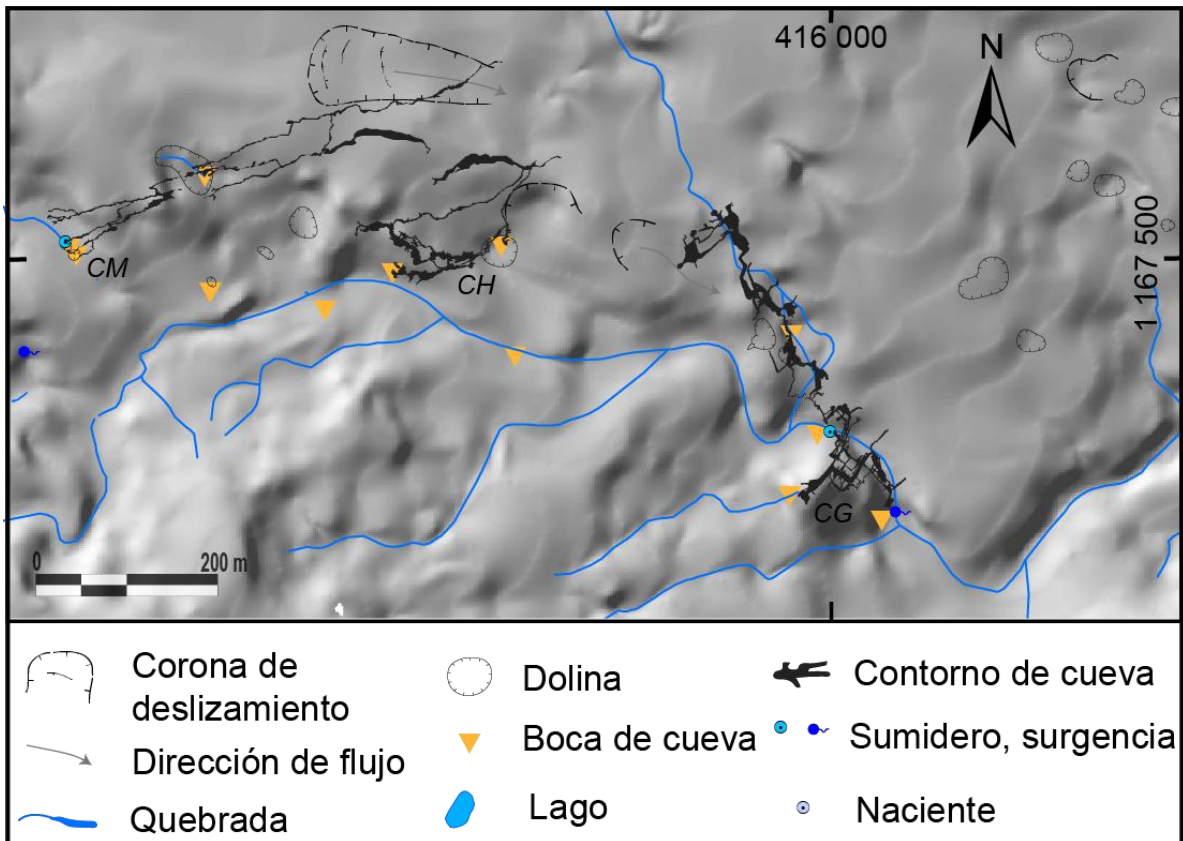 416 000
N
1 167 500
CM
CH
CG
0
200 m
Corona de
deslizamiento
Dolina
Contorno de cueva
Dirección de flujo
Boca de cueva
Sumidero, surgencia
Quebrada
Lago
Naciente